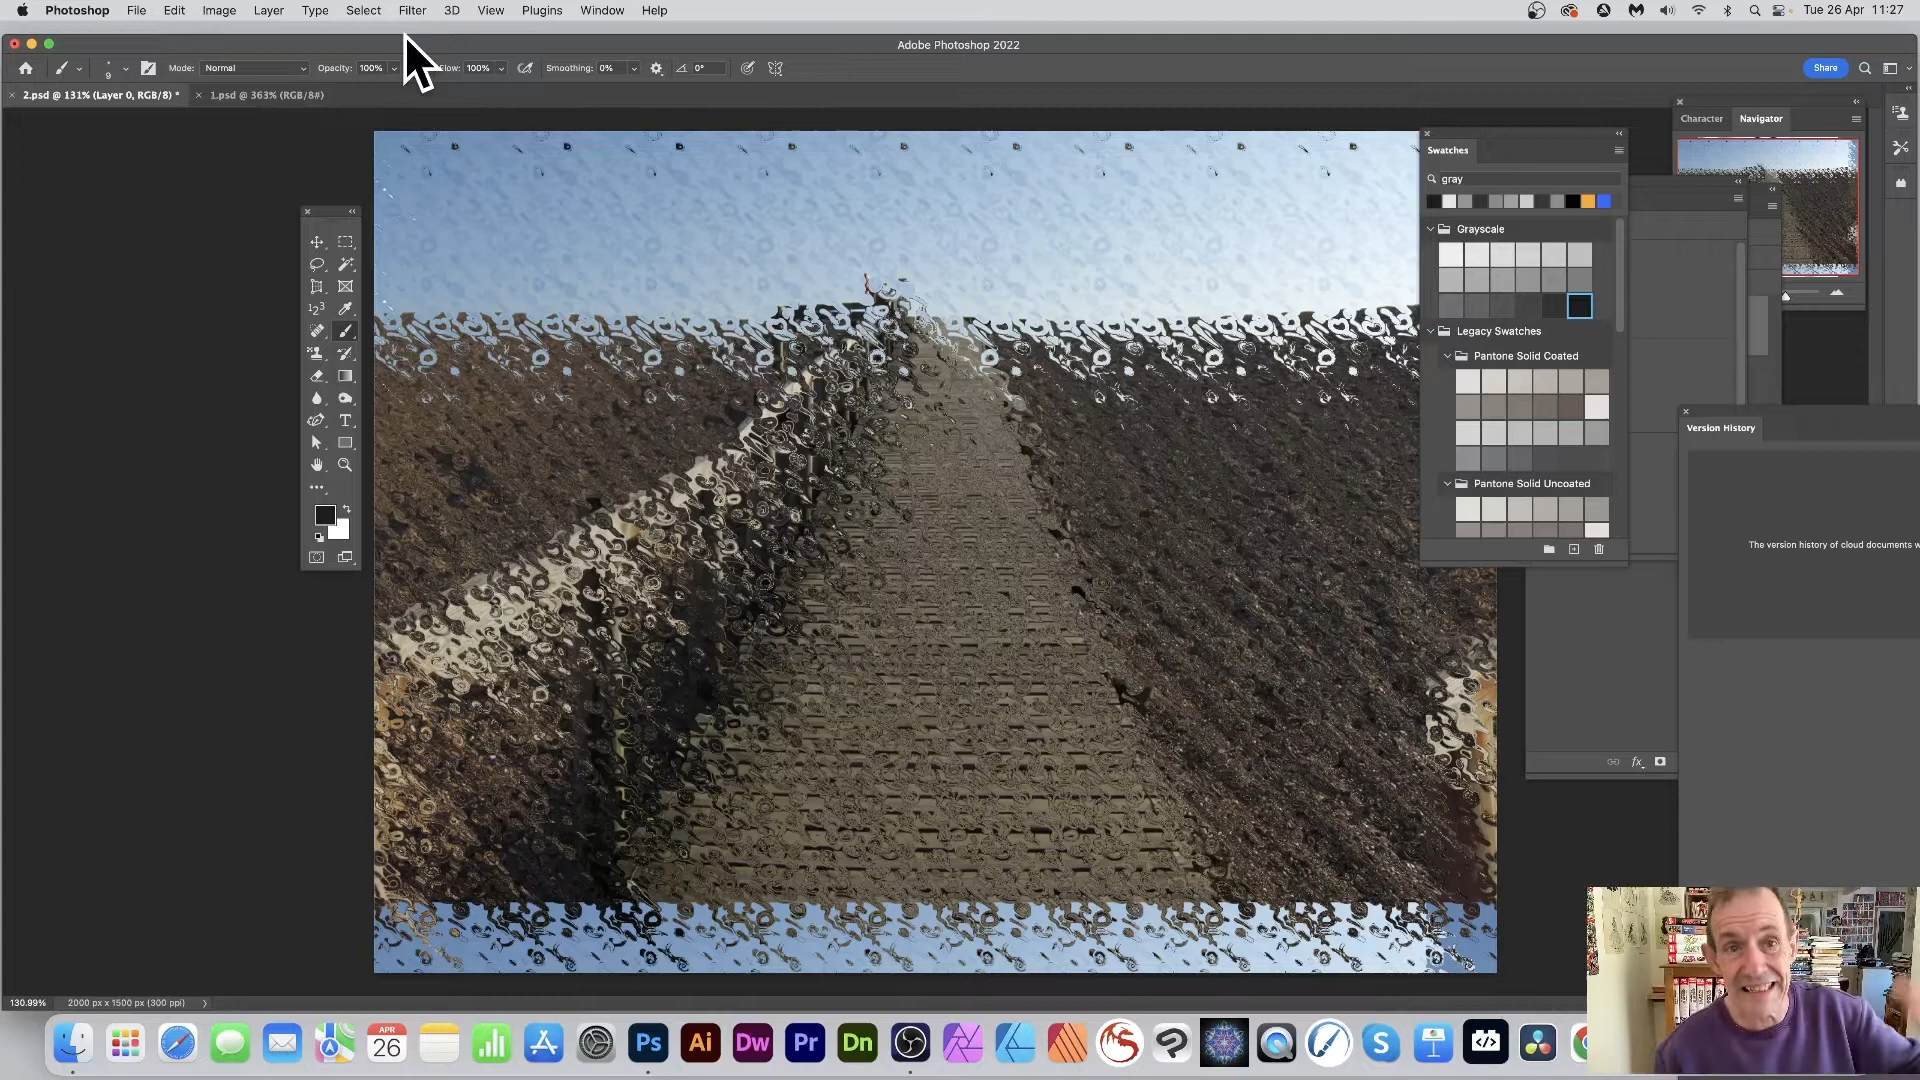 Photoshop File Edit Image Layer Type Select Filter 3D View Plugins Window Help Tue 26 Apr 11:27
Adobe Photoshop 2022
9 Mode: Normal Opacity: 100% Flow: 100% Smoothing: 0% 0° Share
2.psd @ 131% (Layer 0, RGB/8) * 1.psd @ 363% (RGB/8#)
Character Navigator
Swatches
gray
Grayscale
Legacy Swatches
Pantone Solid Coated
Version History
Pantone Solid Uncoated
The version history of cloud documents w
fx
130.99% 2000 px x 1500 px (300 ppi)
APR
26
Ps Ai Dw Pr Dn